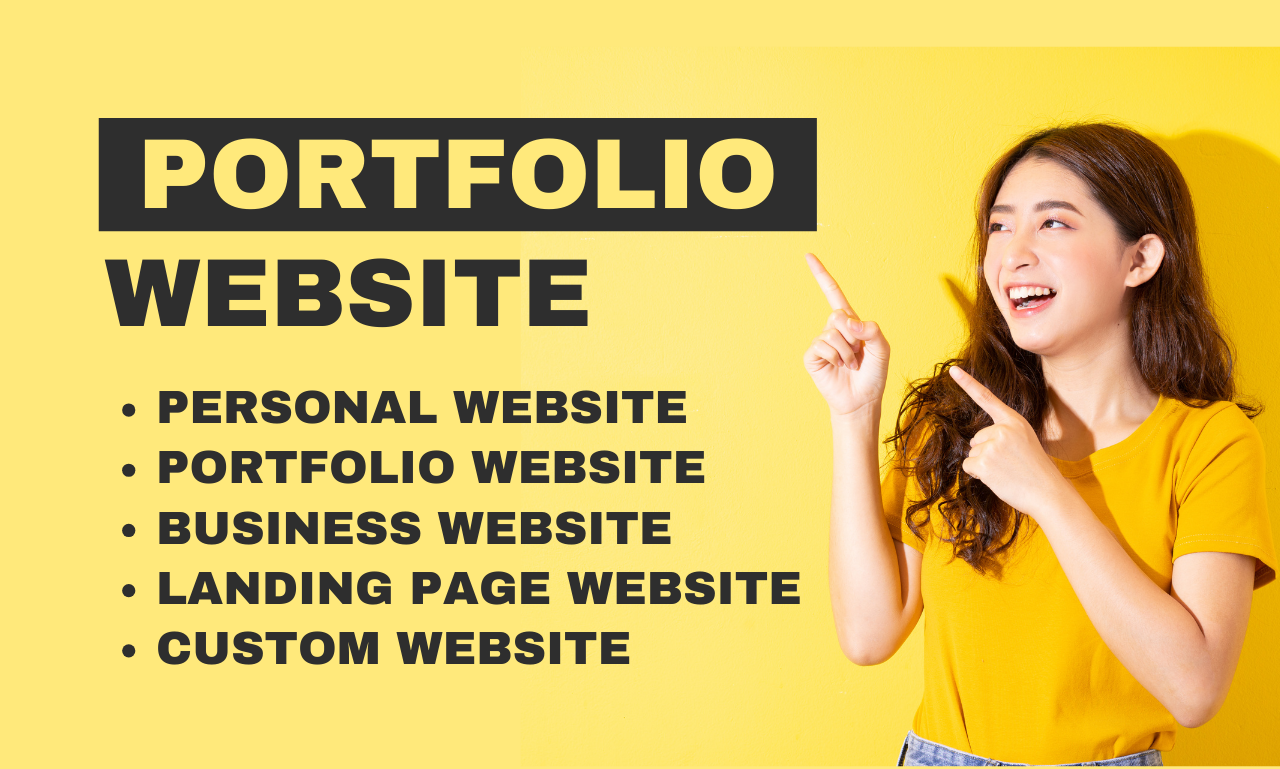 PORTFOLIO
WEBSITE
• PERSONAL WEBSITE
• PORTFOLIO WEBSITE
• BUSINESS WEBSITE
• LANDING PAGE WEBSITE
• CUSTOM WEBSITE